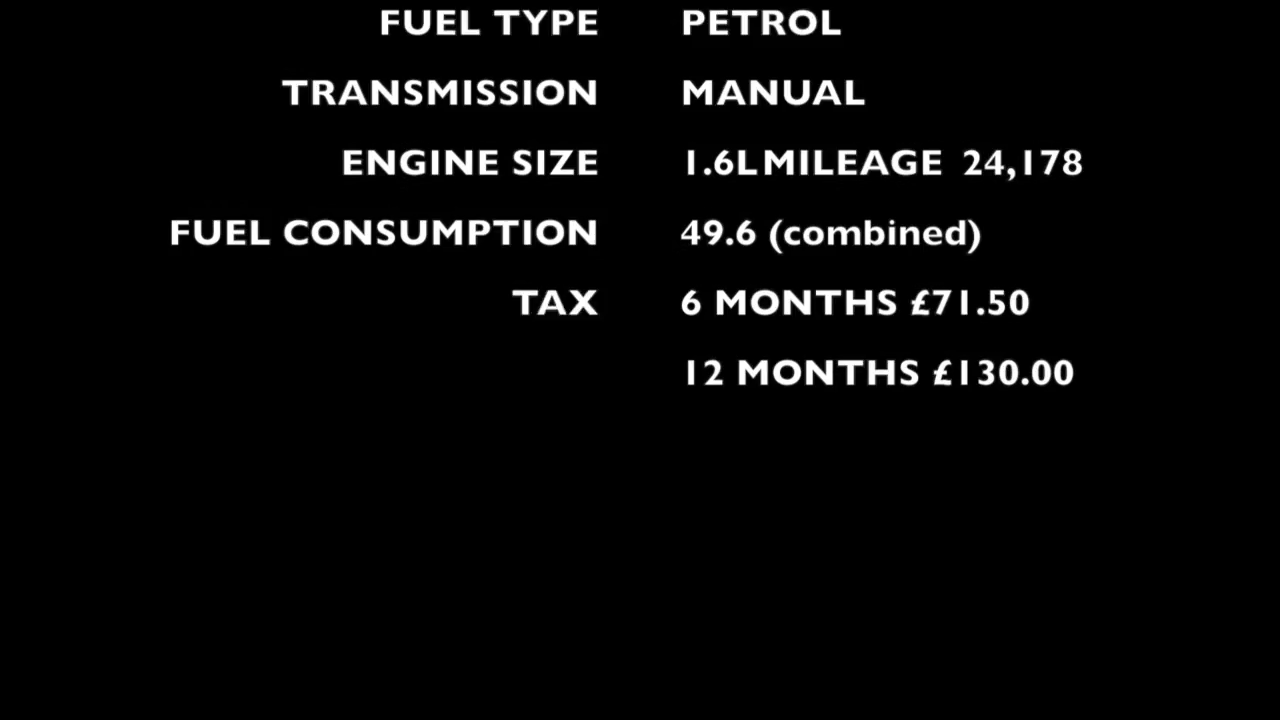 FUEL TYPE PETROL
TRANSMISSION MANUAL
ENGINE SIZE 1.6LMILEAGE 24,178
FUEL CONSUMPTION 49.6 (combined)
TAX 6 MONTHS £71.50
12 MONTHS £130.00